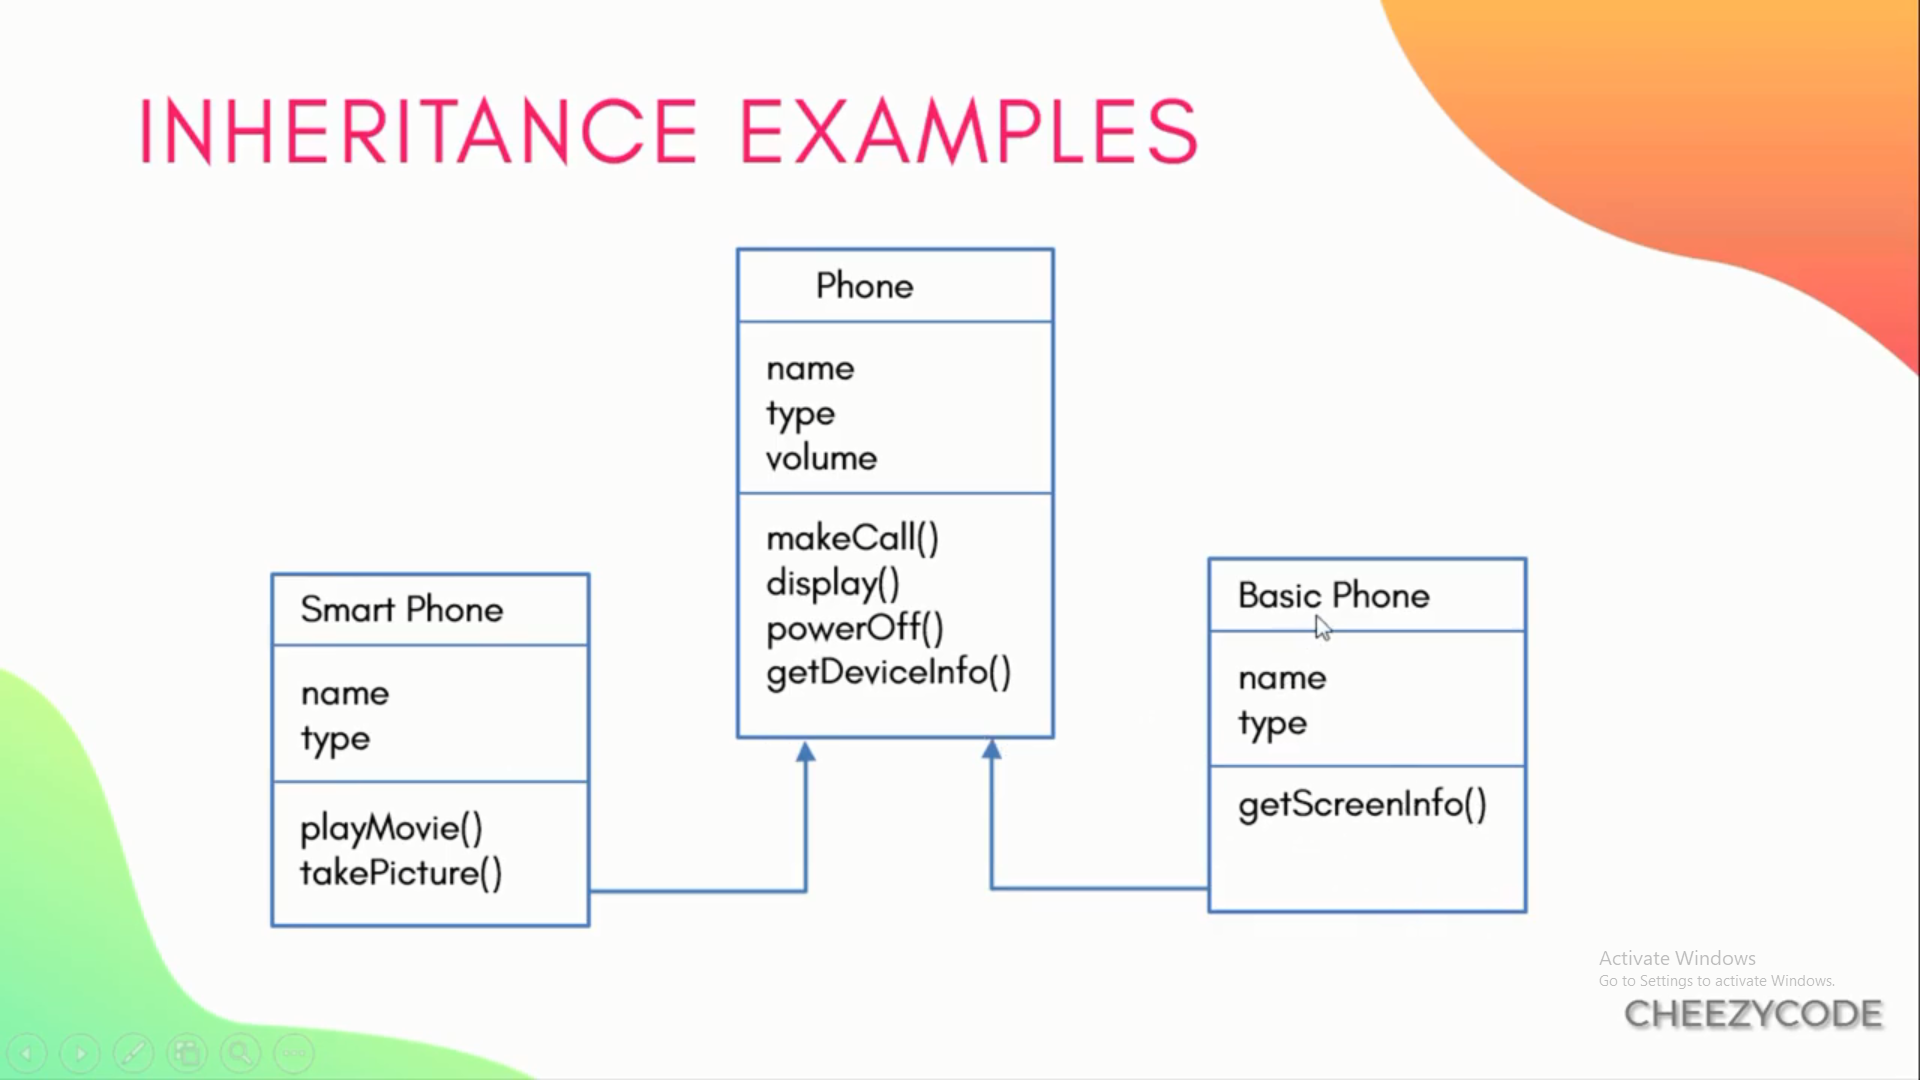 INHERITANCE EXAMPLES
Phone
name
type
volume
makeCall()
display()
powerOff()
getDeviceInfo()
Smart Phone
name
type
playMovie()
takePicture()
Basic Phone
name
type
getScreenInfo()
Activate Windows
Go to Settings to activate Windows.
CHEEZYCODE